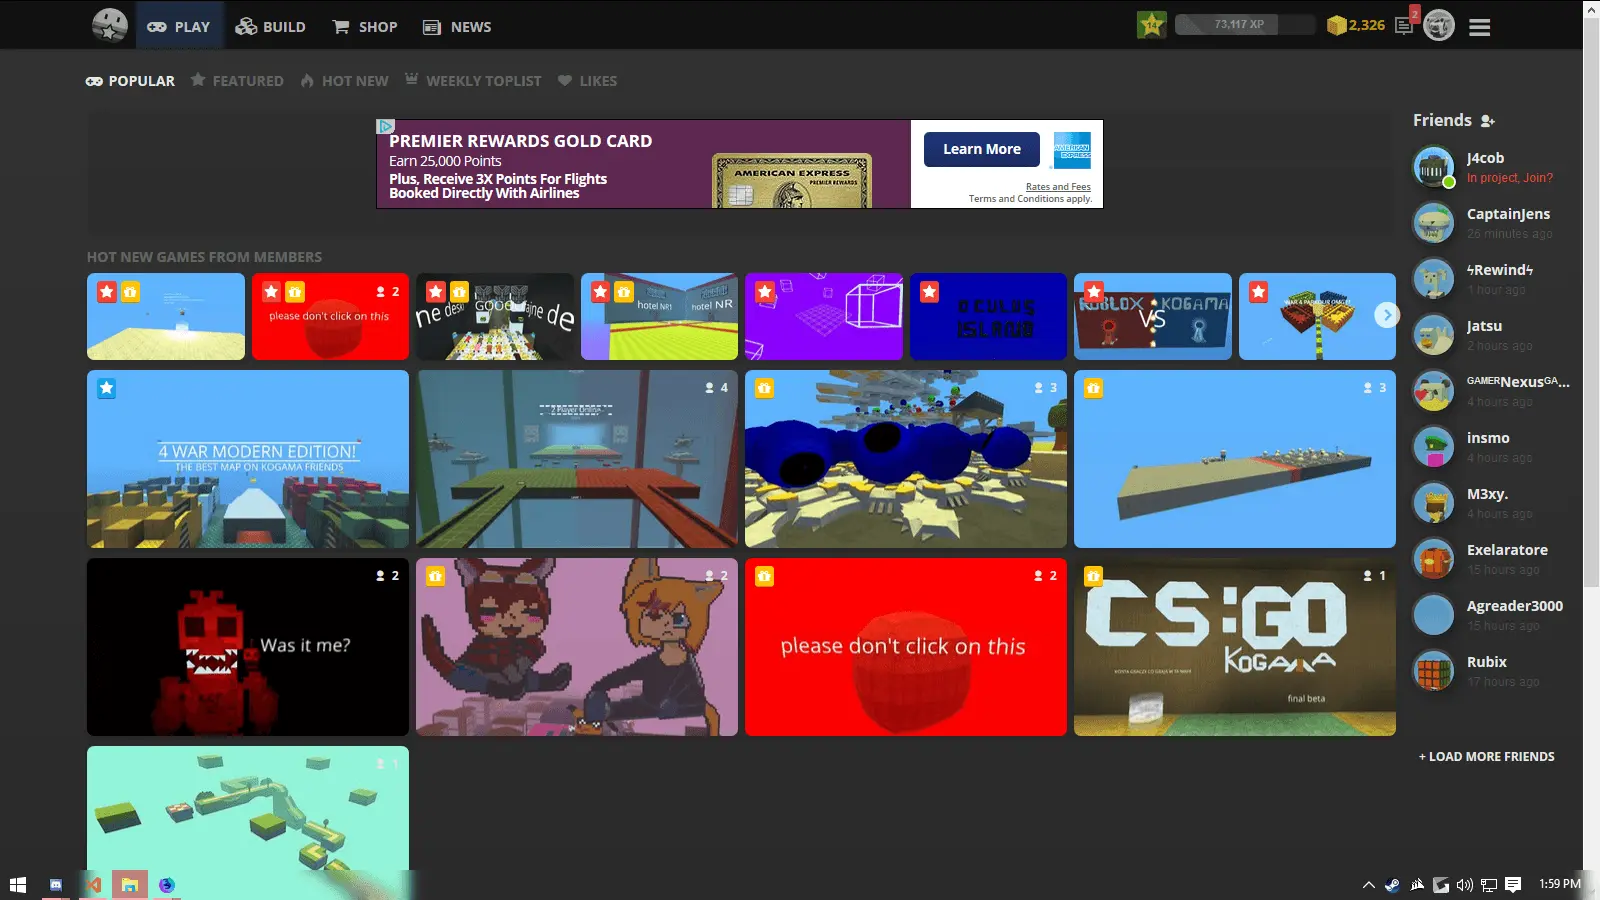 PLAY
BUILD
SHOP
NEWS
14
73,117 XP
2,326
2
POPULAR
FEATURED
HOT NEW
WEEKLY TOPLIST
LIKES
PREMIER REWARDS GOLD CARD
Earn 25,000 Points
Plus, Receive 3X Points For Flights
Booked Directly With Airlines
AMERICAN EXPRESS
PREMIER REWARDS
Learn More
AMERICAN EXPRESS
Rates and Fees
Terms and Conditions apply.
HOT NEW GAMES FROM MEMBERS
2
please don't click on this
hotel NR1
hotel NR
OCULUS
ISLAND
ROBLOX
KOGAMA
VS
4 WAR MODERN EDITION!
THE BEST MAP ON KOGAMA FRIENDS
4
2 Player Online
3
3
2
Was it me?
2
2
please don't click on this
1
CS:GO
KOGAMA
final beta
1
Friends
J4cob
In project, Join?
CaptainJens
26 minutes ago
ϟRewindϟ
1 hour ago
Jatsu
2 hours ago
ᴳᴬᴹᴱᴿNexusᴳᴬ...
4 hours ago
insmo
4 hours ago
M3xy.
4 hours ago
Exelaratore
15 hours ago
Agreader3000
15 hours ago
Rubix
17 hours ago
+ LOAD MORE FRIENDS
1:59 PM